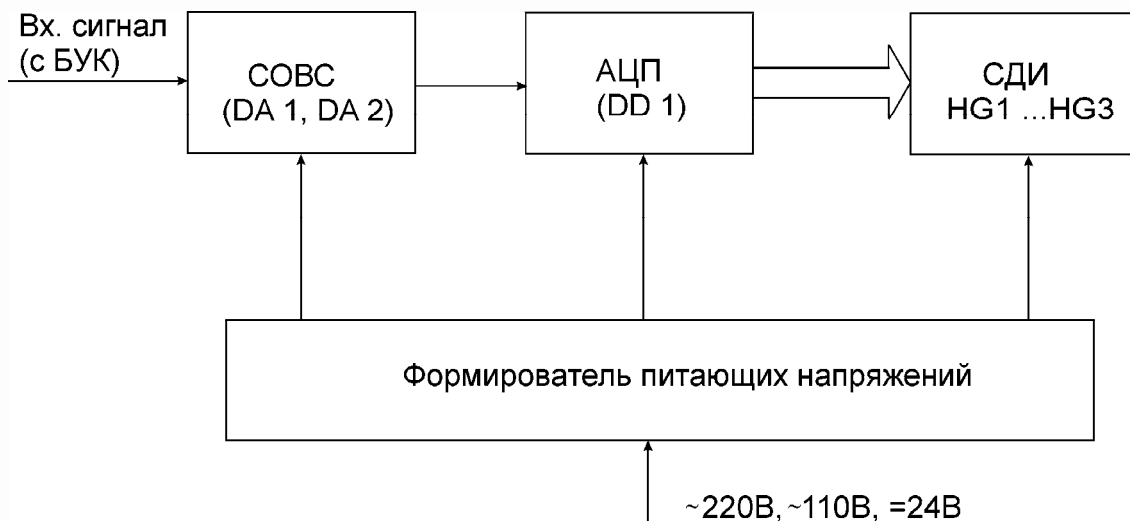 Вх. сигнал
(с БУК)
СОВС
(DA 1, DA 2)
АЦП
(DD 1)
СДИ
HG1 ...HG3
Формирователь питающих напряжений
~220В, ~110В, =24В